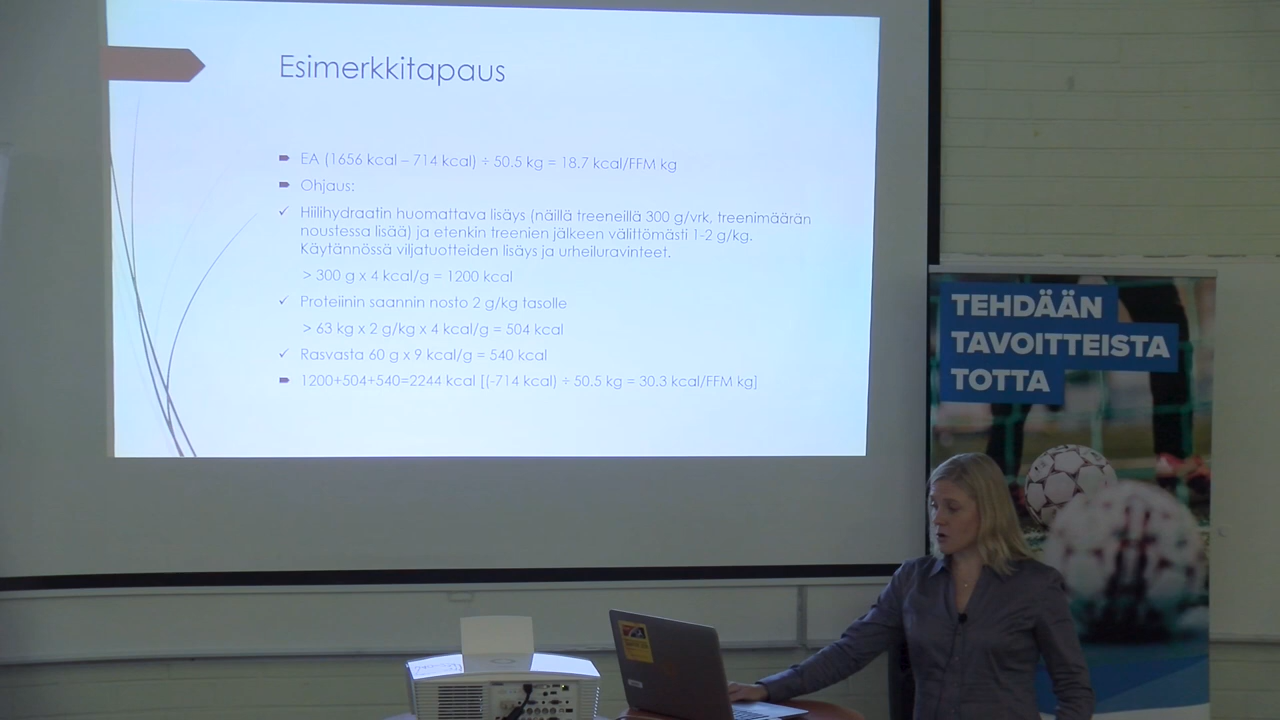 Esimerkkitapaus
EA (1656 kcal – 714 kcal) ÷ 50.5 kg = 18.7 kcal/FFM kg
Ohjaus:
Hiilihydraatin huomattava lisäys (näillä treeneillä 300 g/vrk, treenimäärän
noustessa lisää) ja etenkin treenien jälkeen välittömästi 1-2 g/kg.
Käytännössä viljatuotteiden lisäys ja urheiluravinteet.
> 300 g x 4 kcal/g = 1200 kcal
Proteiinin saannin nosto 2 g/kg tasolle
> 63 kg x 2 g/kg x 4 kcal/g = 504 kcal
Rasvasta 60 g x 9 kcal/g = 540 kcal
1200+504+540=2244 kcal [(-714 kcal) ÷ 50.5 kg = 30.3 kcal/FFM kg]
TEHDÄÄN
TAVOITTEISTA
TOTTA